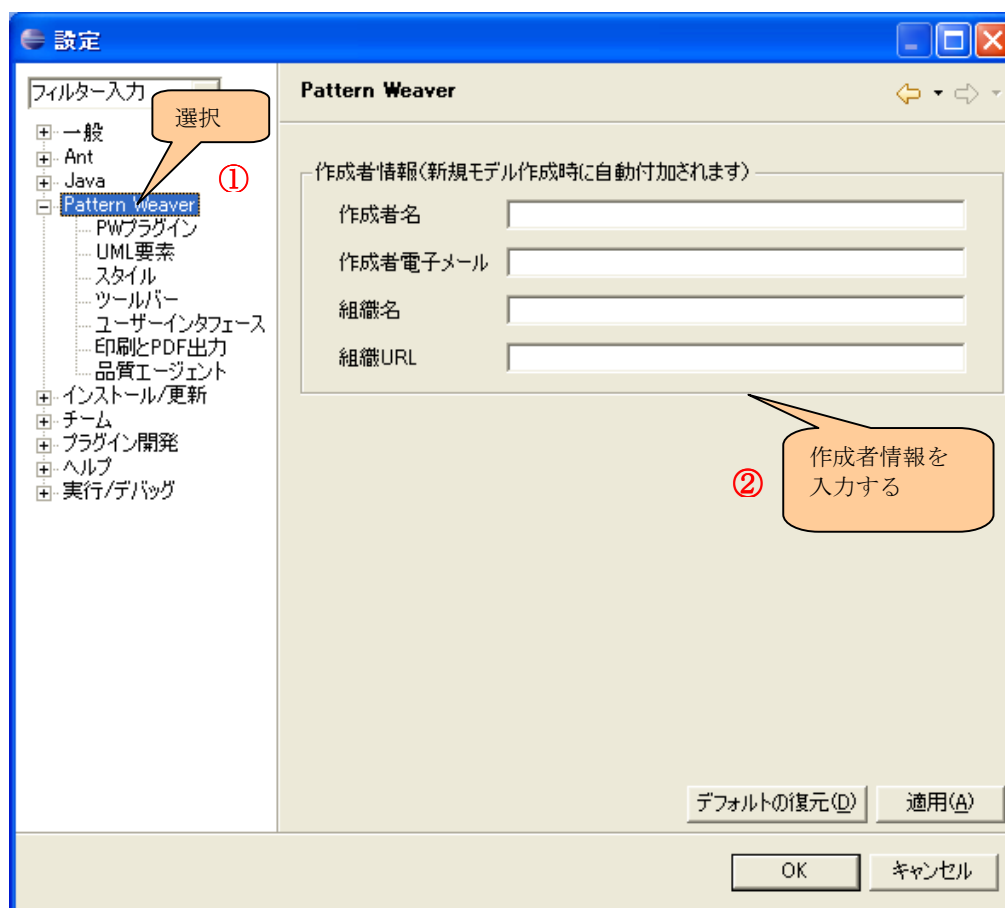 設定
フィルター入力
選択
①
一般
Ant
Java
Pattern Weaver
PWプラグイン
UML要素
スタイル
ツールバー
ユーザーインタフェース
印刷とPDF出力
品質エージェント
インストール/更新
チーム
プラグイン開発
ヘルプ
実行/デバッグ
Pattern Weaver
作成者情報(新規モデル作成時に自動付加されます)
作成者名
作成者電子メール
組織名
組織URL
②
作成者情報を
入力する
デフォルトの復元(D)
適用(A)
OK
キャンセル